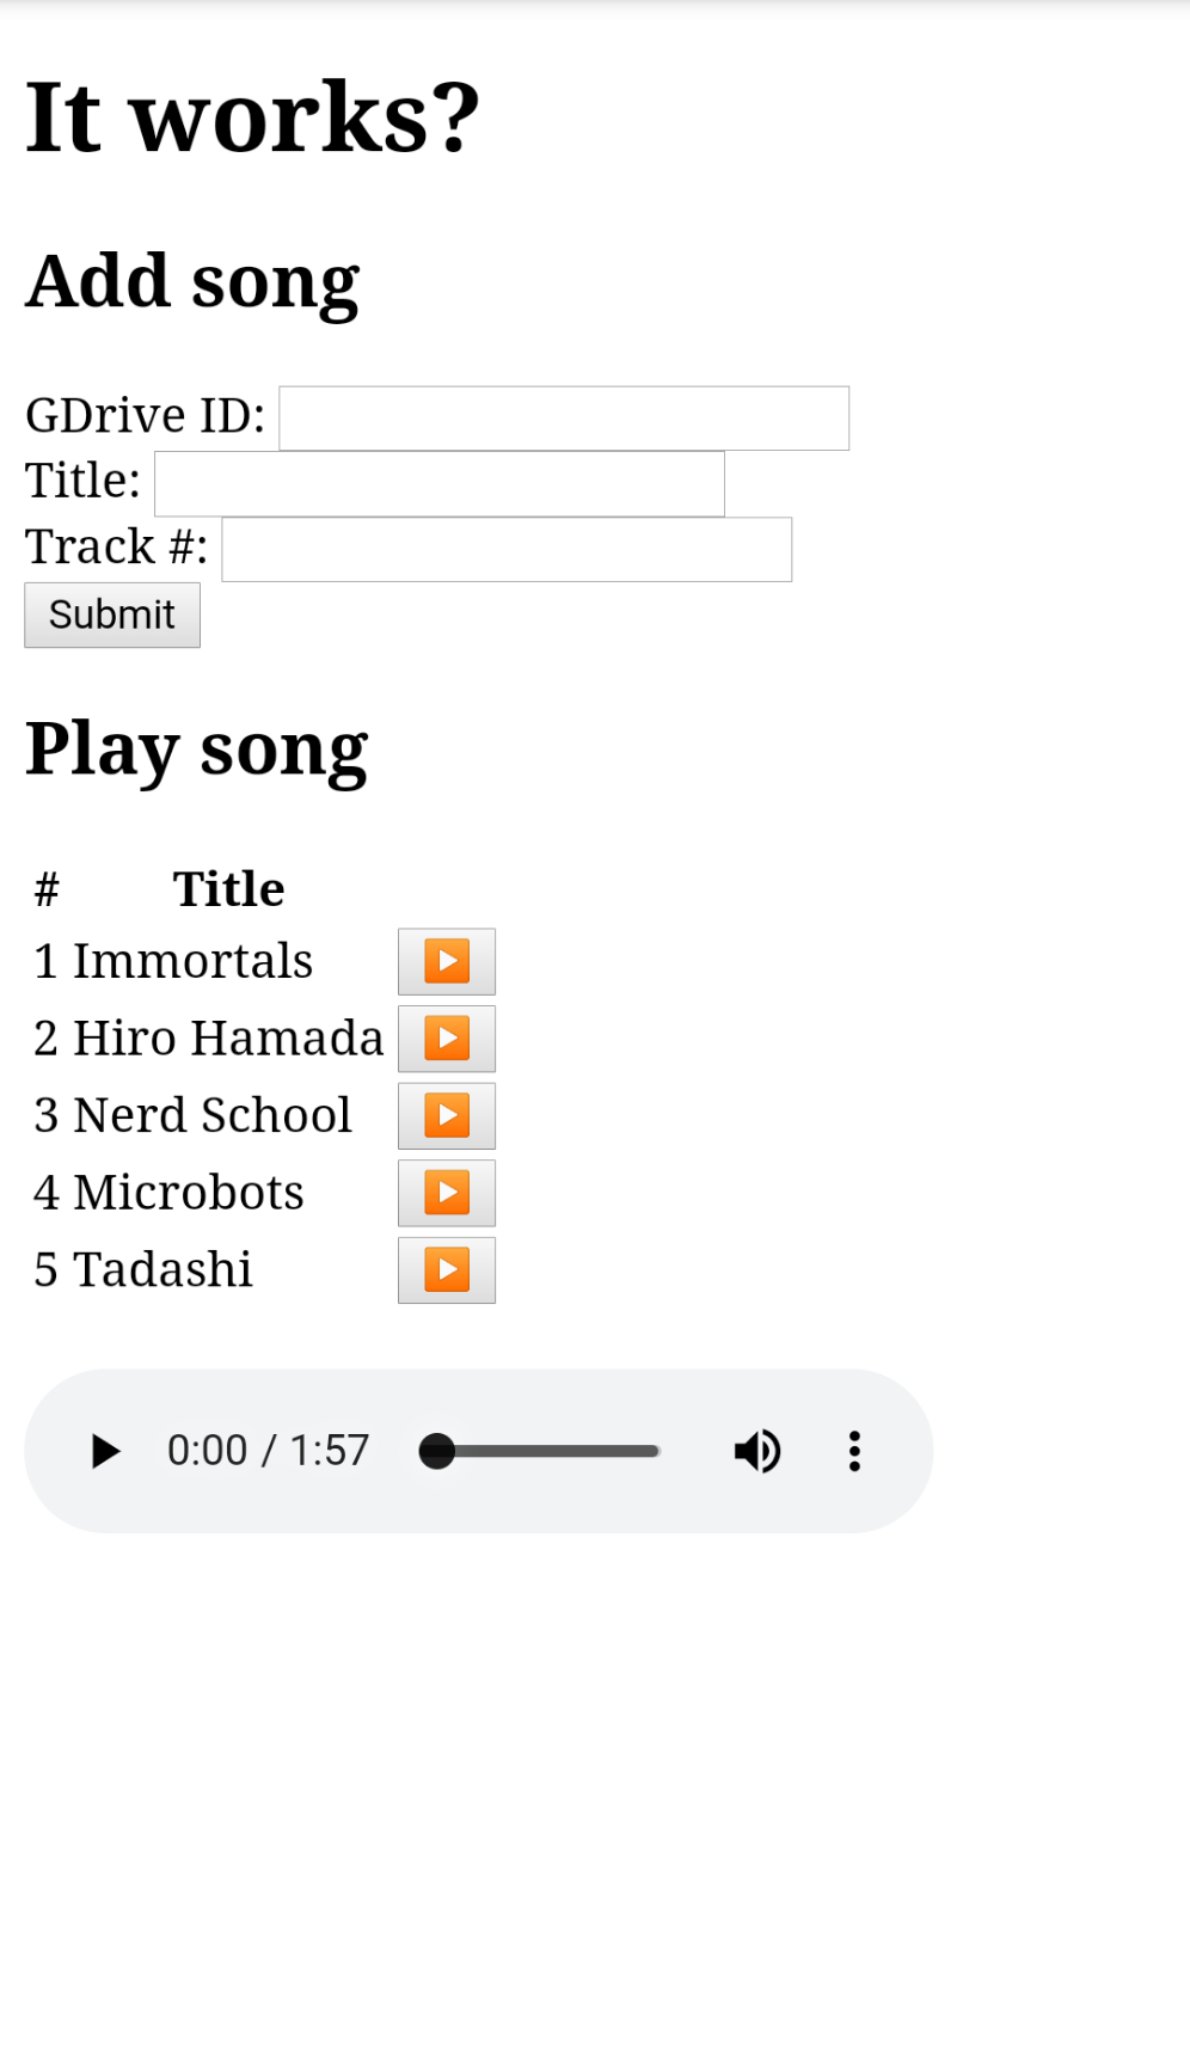 It works?
Add song
GDrive ID:
Title:
Track #:
Submit
Play song
# Title
1 Immortals
2 Hiro Hamada
3 Nerd School
4 Microbots
5 Tadashi
0:00 / 1:57